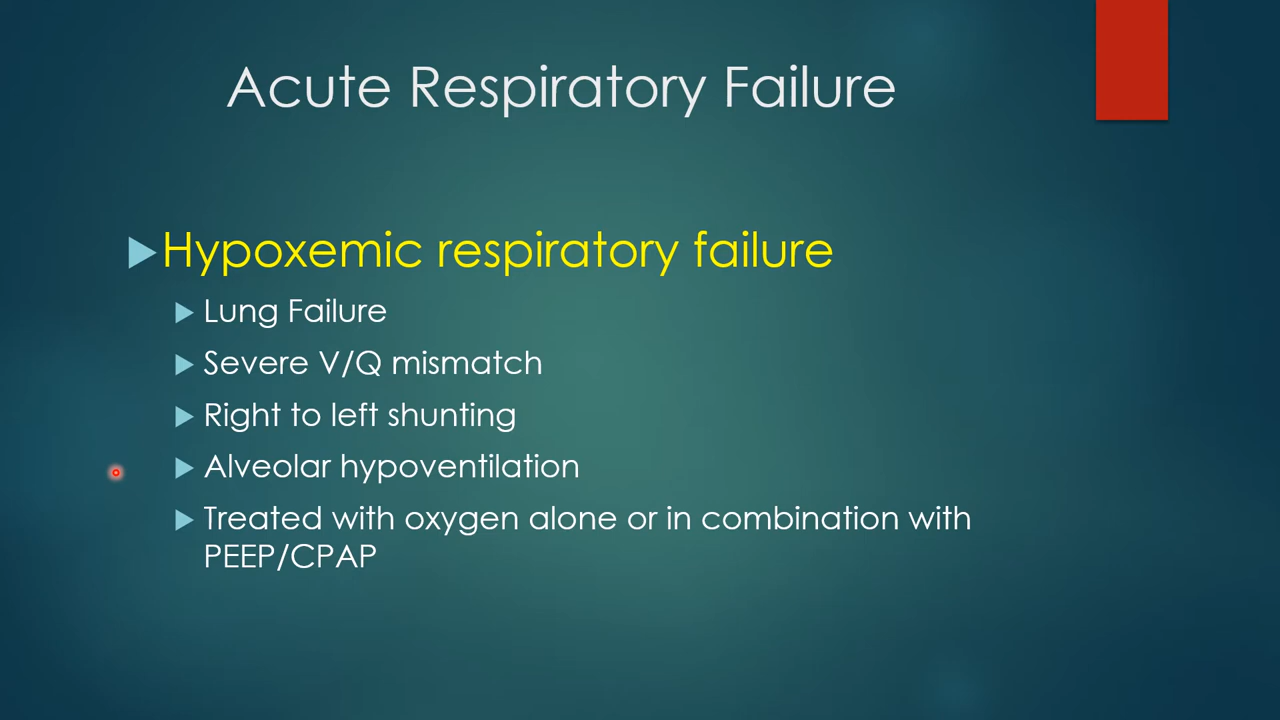 Acute Respiratory Failure
Hypoxemic respiratory failure
Lung Failure
Severe V/Q mismatch
Right to left shunting
Alveolar hypoventilation
Treated with oxygen alone or in combination with
PEEP/CPAP